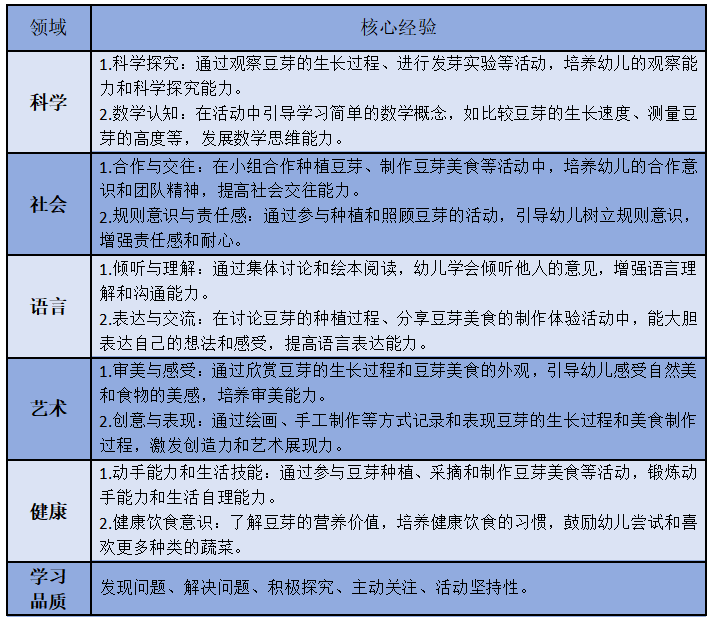 领域
核心经验
科学
1.科学探究：通过观察豆芽的生长过程、进行发芽实验等活动，培养幼儿的观察能
力和科学探究能力。
2.数学认知：在活动中引导学习简单的数学概念，如比较豆芽的生长速度、测量豆
芽的高度等，发展数学思维能力。
社会
1.合作与交往：在小组合作种植豆芽、制作豆芽美食等活动中，培养幼儿的合作意
识和团队精神，提高社会交往能力。
2.规则意识与责任感：通过参与种植和照顾豆芽的活动，引导幼儿树立规则意识，
增强责任感和耐心。
语言
1.倾听与理解：通过集体讨论和绘本阅读，幼儿学会倾听他人的意见，增强语言理
解和沟通能力。
2.表达与交流：在讨论豆芽的种植过程、分享豆芽美食的制作体验活动中，能大胆
表达自己的想法和感受，提高语言表达能力。
艺术
1.审美与感受：通过欣赏豆芽的生长过程和豆芽美食的外观，引导幼儿感受自然美
和食物的美感，培养审美能力。
2.创意与表现：通过绘画、手工制作等方式记录和表现豆芽的生长过程和美食制作
过程，激发创造力和艺术展现力。
健康
1.动手能力和生活技能：通过参与豆芽种植、采摘和制作豆芽美食等活动，锻炼动
手能力和生活自理能力。
2.健康饮食意识：了解豆芽的营养价值，培养健康饮食的习惯，鼓励幼儿尝试和喜
欢更多种类的蔬菜。
学习
品质
发现问题、解决问题、积极探究、主动关注、活动坚持性。